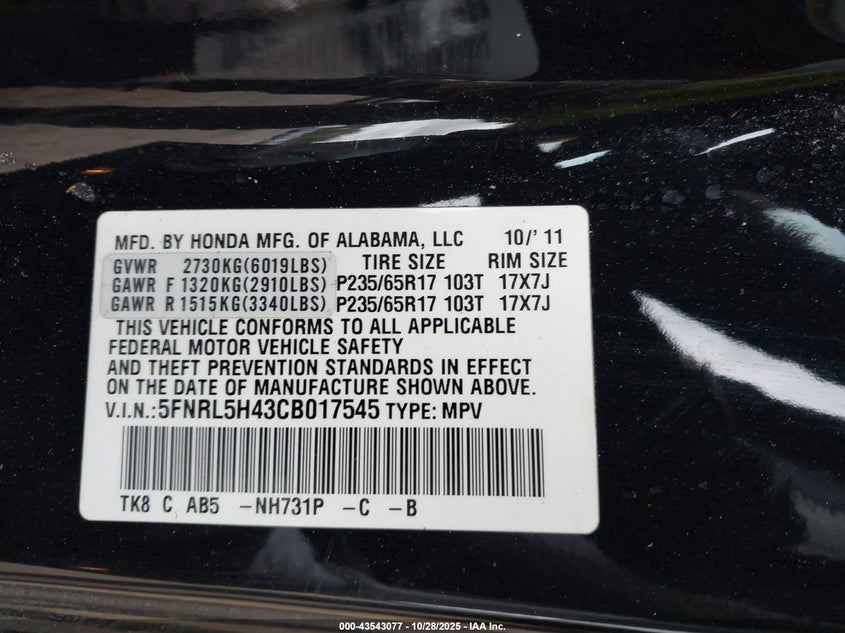 MFD. BY HONDA MFG. OF ALABAMA, LLC 10/' 11
GVWR 2730KG(6019LBS) TIRE SIZE RIM SIZE
GAWR F 1320KG(2910LBS) P235/65R17 103T 17X7J
GAWR R 1515KG(3340LBS) P235/65R17 103T 17X7J
THIS VEHICLE CONFORMS TO ALL APPLICABLE
FEDERAL MOTOR VEHICLE SAFETY
AND THEFT PREVENTION STANDARDS IN EFFECT
ON THE DATE OF MANUFACTURE SHOWN ABOVE.
V.I.N.:5FNRL5H43CB017545 TYPE: MPV
TK8 C AB5 -NH731P -C -B
000-43543077 - 10/28/2025 - IAA Inc.